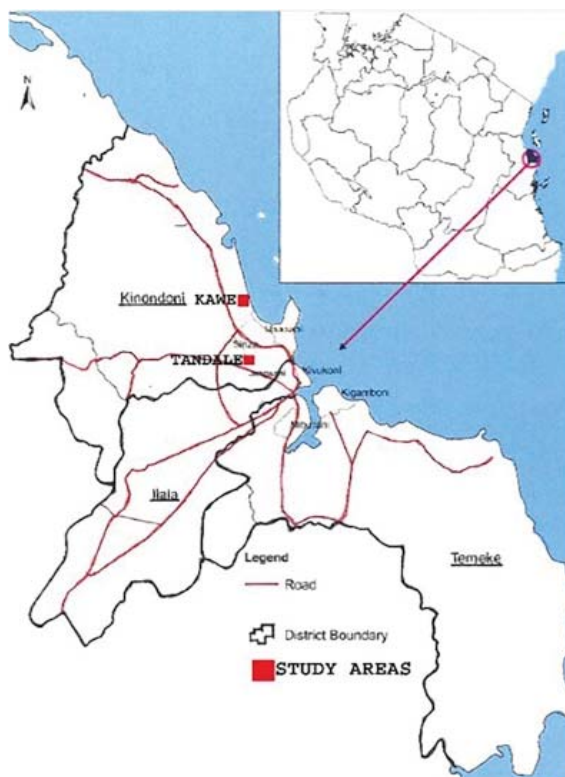 N
Kinondoni KAWE
TANDALE
Kivukoni
Kigamboni
Ilala
Temeke
Legend
Road
District Boundary
STUDY AREAS